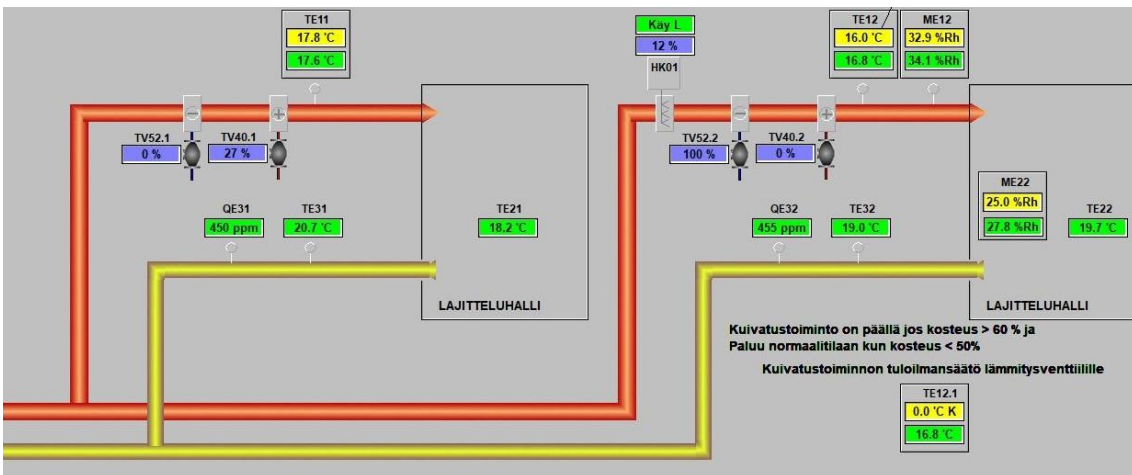 TE11
17.8 'C
17.6 'C
Käy L
12 %
HK01
TE12
16.0 'C
16.8 'C
ME12
32.9 %Rh
34.1 %Rh
TV52.1
0 %
TV40.1
27 %
TV52.2
100 %
TV40.2
0 %
QE31
450 ppm
TE31
20.7 'C
TE21
18.2 'C
QE32
455 ppm
TE32
19.0 'C
ME22
25.0 %Rh
27.8 %Rh
TE22
19.7 'C
LAJITTELUHALLI
LAJITTELUHALLI
Kuivatustoiminto on päällä jos kosteus > 60 % ja
Paluu normaalitilaan kun kosteus < 50%
Kuivatustoiminnon tuloilmansäätö lämmitysventtiilille
TE12.1
0.0 'C K
16.8 'C